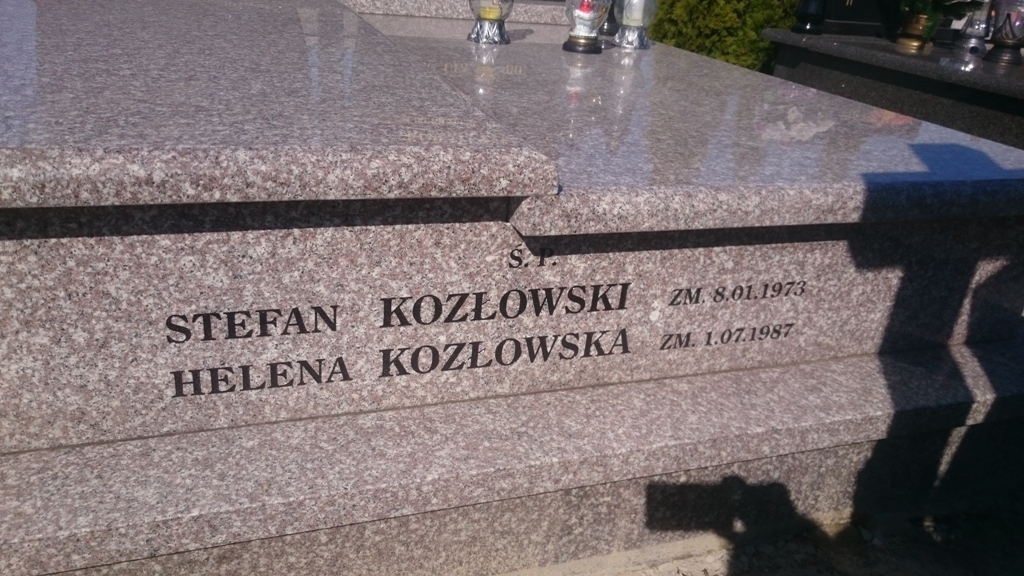 Ś. P.
STEFAN KOZŁOWSKI ZM. 8.01.1973
HELENA KOZŁOWSKA ZM. 1.07.1987